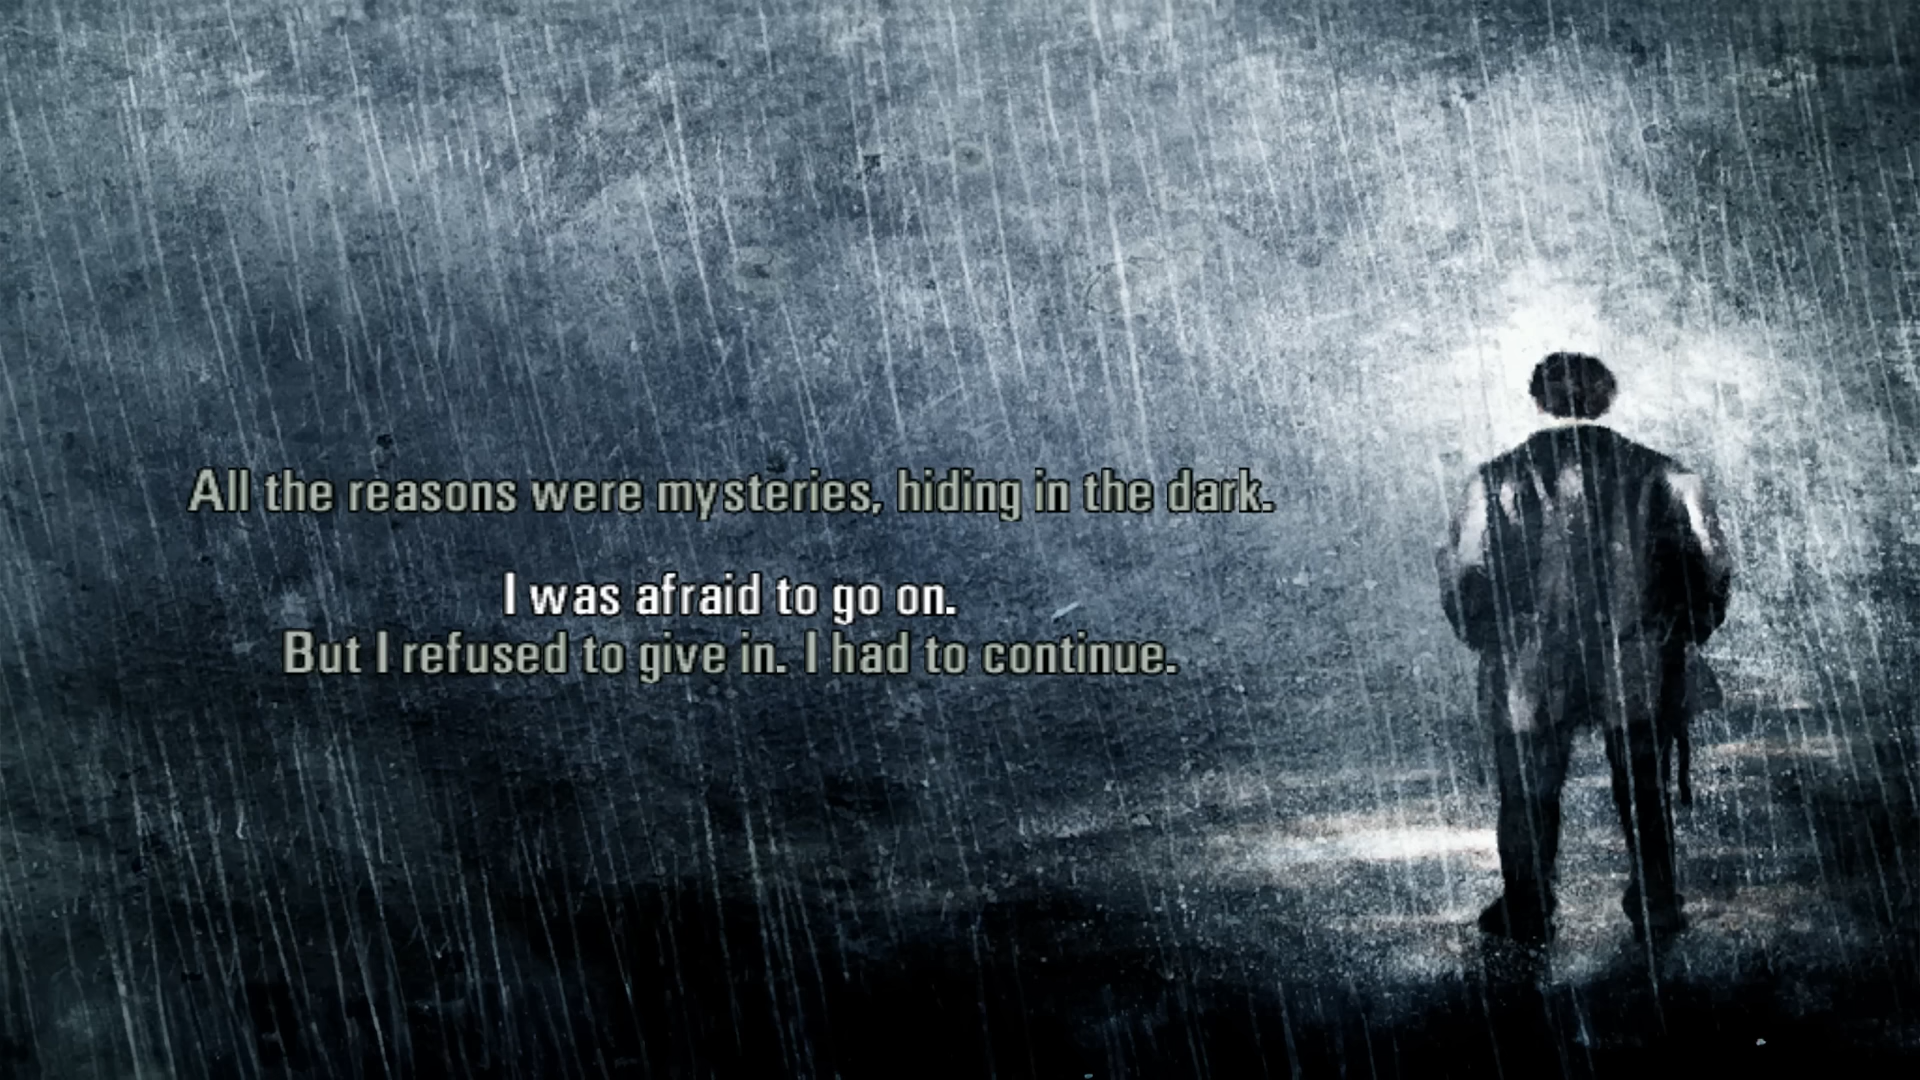 All the reasons were mysteries, hiding in the dark.
I was afraid to go on.
But I refused to give in. I had to continue.